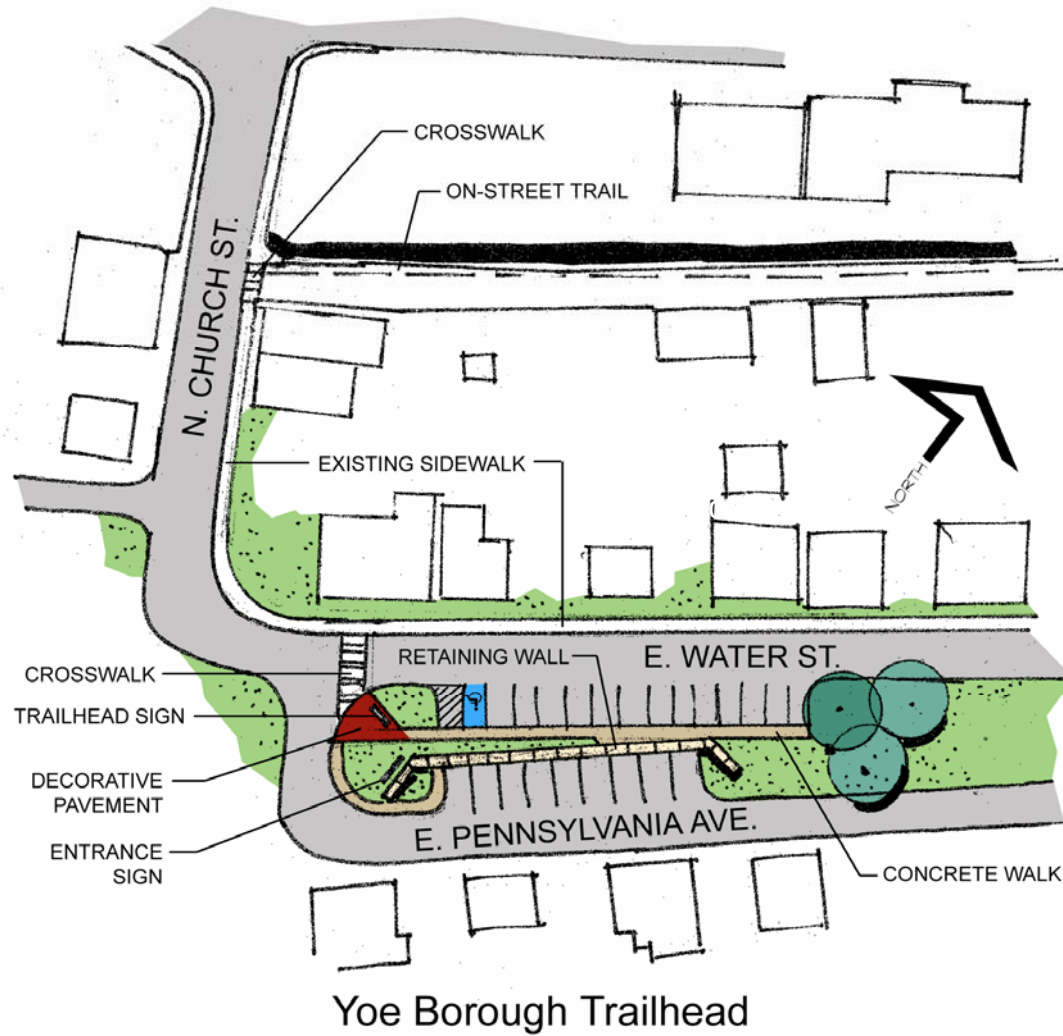 CROSSWALK
ON-STREET TRAIL
N. CHURCH ST.
EXISTING SIDEWALK
NORTH
CROSSWALK
RETAINING WALL
E. WATER ST.
TRAILHEAD SIGN
DECORATIVE
PAVEMENT
E. PENNSYLVANIA AVE.
ENTRANCE
SIGN
CONCRETE WALK
Yoe Borough Trailhead